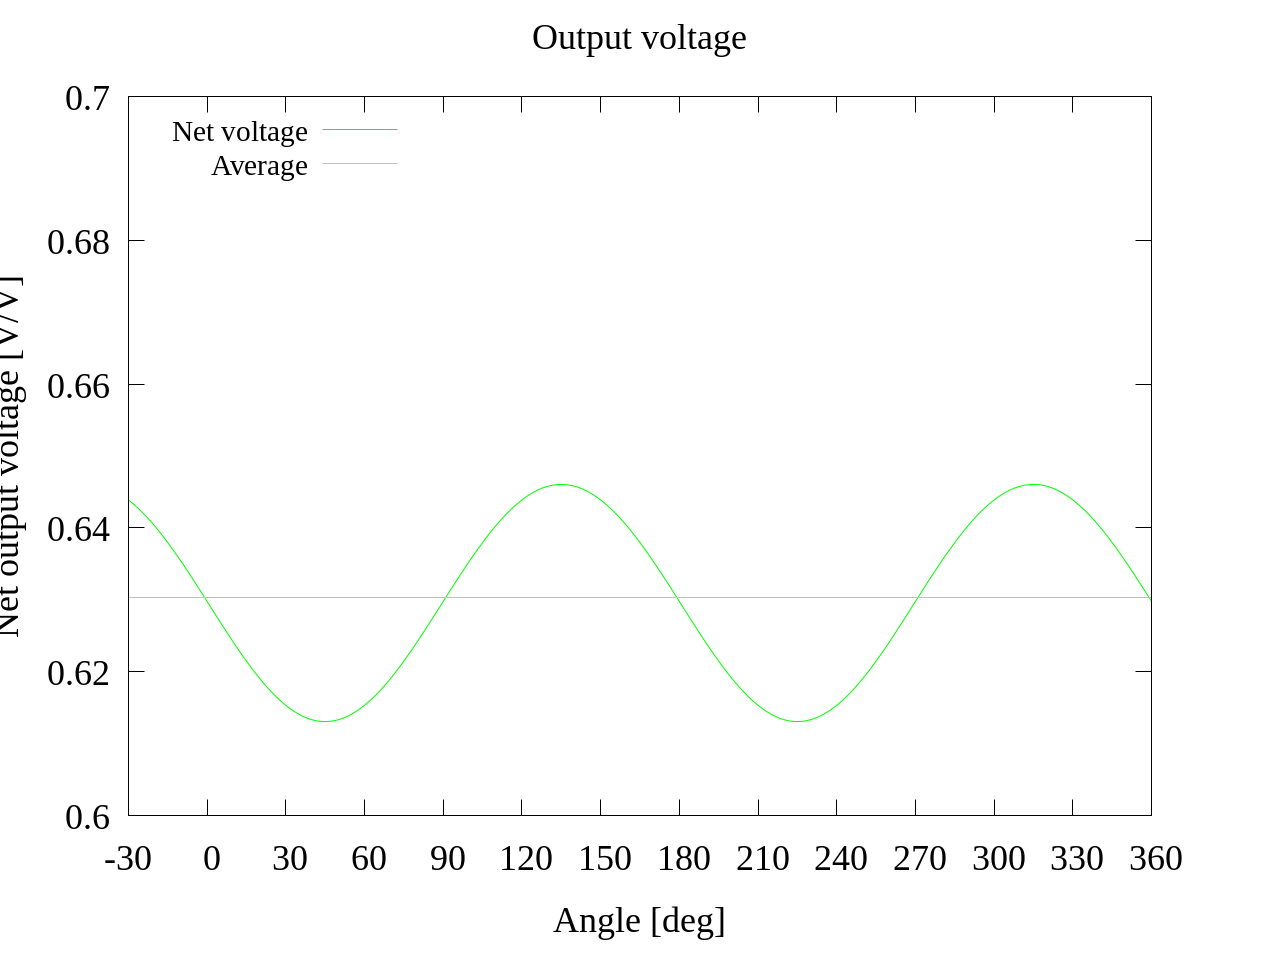 Output voltage
0.7
Net voltage
Average
0.68
0.66
0.64
0.62
0.6
Net output voltage [V/V]
-30 0 30 60 90 120 150 180 210 240 270 300 330 360
Angle [deg]